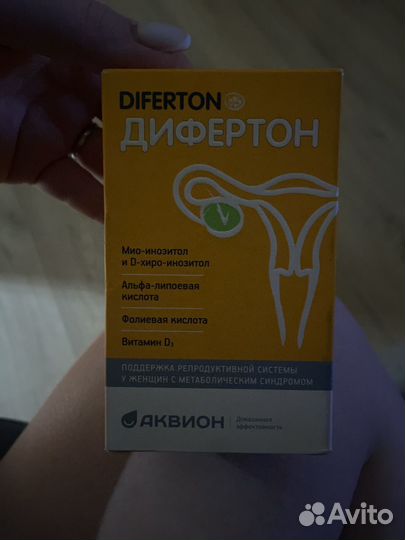 DIFERTON
ДИФЕРТОН
Мио-инозитол
и D-хиро-инозитол
Альфа-липоевая
кислота
Фолиевая кислота
Витамин D₃
ПОДДЕРЖКА РЕПРОДУКТИВНОЙ СИСТЕМЫ
У ЖЕНЩИН С МЕТАБОЛИЧЕСКИМ СИНДРОМОМ
АКВИОН
Доказанная
эффективность
Avito